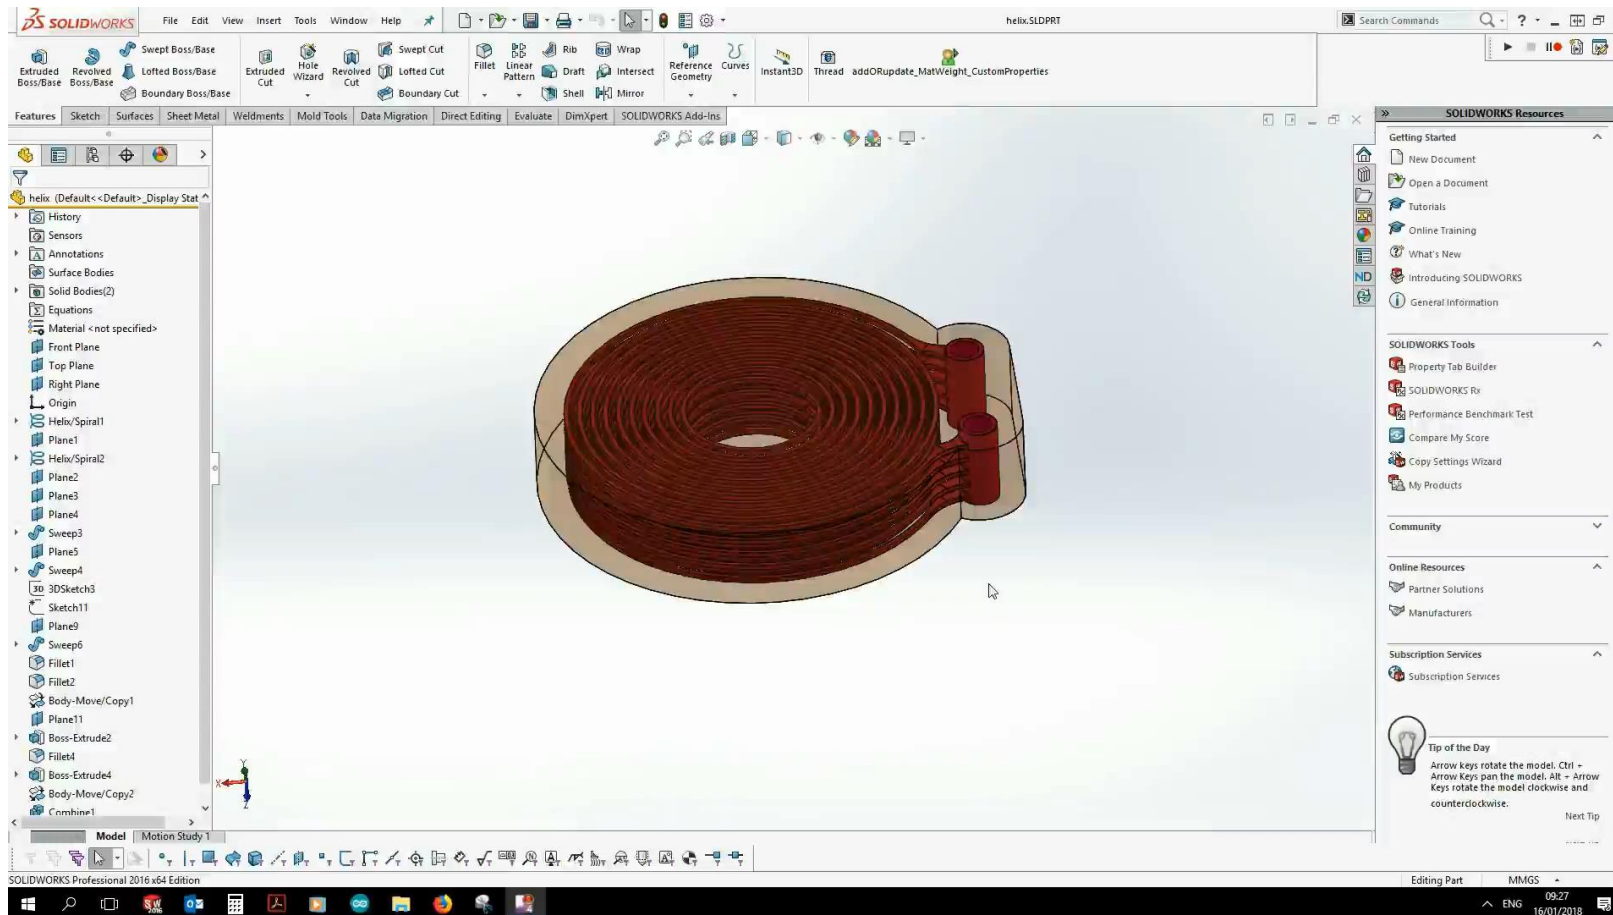 SOLIDWORKS
File Edit View Insert Tools Window Help
helix.SLDPRT
Search Commands
Extruded Boss/Base
Revolved Boss/Base
Swept Boss/Base
Lofted Boss/Base
Boundary Boss/Base
Extruded Cut
Hole Wizard
Revolved Cut
Swept Cut
Lofted Cut
Boundary Cut
Fillet
Linear Pattern
Rib
Draft
Shell
Wrap
Intersect
Mirror
Reference Geometry
Curves
Instant3D
Thread
addORupdate_MatWeight_CustomProperties
Features Sketch Surfaces Sheet Metal Weldments Mold Tools Data Migration Direct Editing Evaluate DimXpert SOLIDWORKS Add-Ins
helix (Default<<Default>_Display Stat
History
Sensors
Annotations
Surface Bodies
Solid Bodies(2)
Equations
Material <not specified>
Front Plane
Top Plane
Right Plane
Origin
Helix/Spiral1
Plane1
Helix/Spiral2
Plane2
Plane3
Plane4
Sweep3
Plane5
Sweep4
3D 3DSketch3
Sketch11
Plane9
Sweep6
Fillet1
Fillet2
Body-Move/Copy1
Plane11
Boss-Extrude2
Fillet4
Boss-Extrude4
Body-Move/Copy2
Combine1
Y
X
Z
SOLIDWORKS Resources
Getting Started
New Document
Open a Document
Tutorials
Online Training
What's New
Introducing SOLIDWORKS
General Information
ND
SOLIDWORKS Tools
Property Tab Builder
SOLIDWORKS Rx
Performance Benchmark Test
Compare My Score
Copy Settings Wizard
My Products
Community
Online Resources
Partner Solutions
Manufacturers
Subscription Services
Subscription Services
Tip of the Day
Arrow keys rotate the model. Ctrl +
Arrow Keys pan the model. Alt + Arrow
Keys rotate the model clockwise and
counterclockwise.
Next Tip
Model Motion Study 1
SOLIDWORKS Professional 2016 x64 Edition
Editing Part MMGS
ENG
09:27
16/01/2018